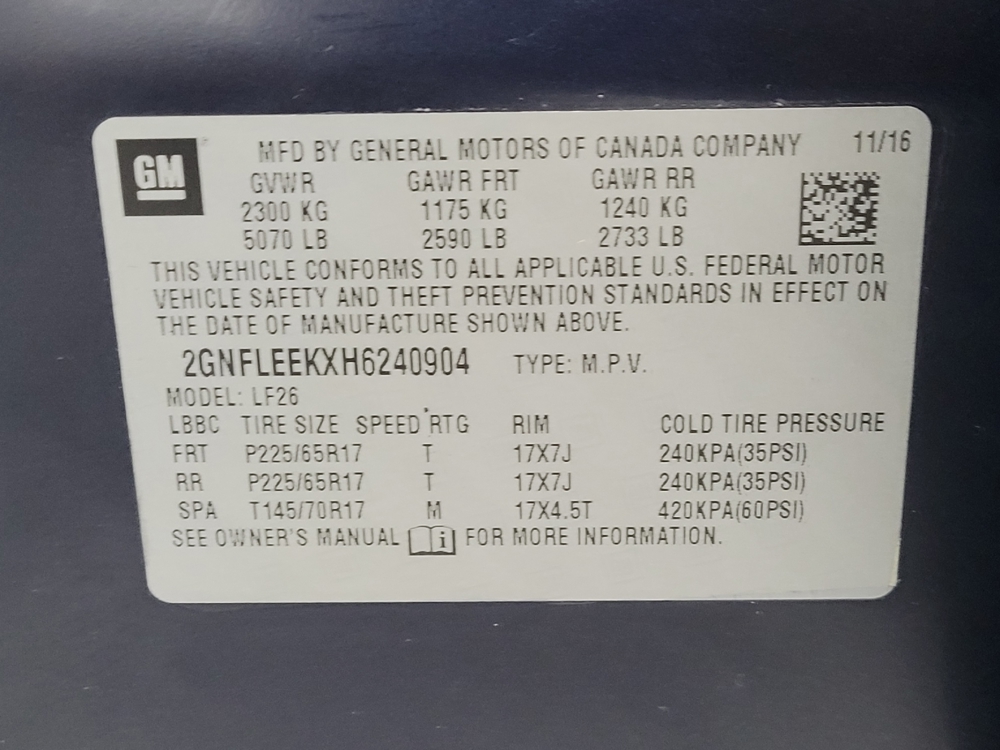 GM MFD BY GENERAL MOTORS OF CANADA COMPANY 11/16
GVWR GAWR FRT GAWR RR
2300 KG 1175 KG 1240 KG
5070 LB 2590 LB 2733 LB
THIS VEHICLE CONFORMS TO ALL APPLICABLE U.S. FEDERAL MOTOR
VEHICLE SAFETY AND THEFT PREVENTION STANDARDS IN EFFECT ON
THE DATE OF MANUFACTURE SHOWN ABOVE.
2GNFLEEKXH6240904 TYPE: M.P.V.
MODEL: LF26
LBBC TIRE SIZE SPEED RTG RIM COLD TIRE PRESSURE
FRT P225/65R17 T 17X7J 240KPA(35PSI)
RR P225/65R17 T 17X7J 240KPA(35PSI)
SPA T145/70R17 M 17X4.5T 420KPA(60PSI)
SEE OWNER'S MANUAL i FOR MORE INFORMATION.